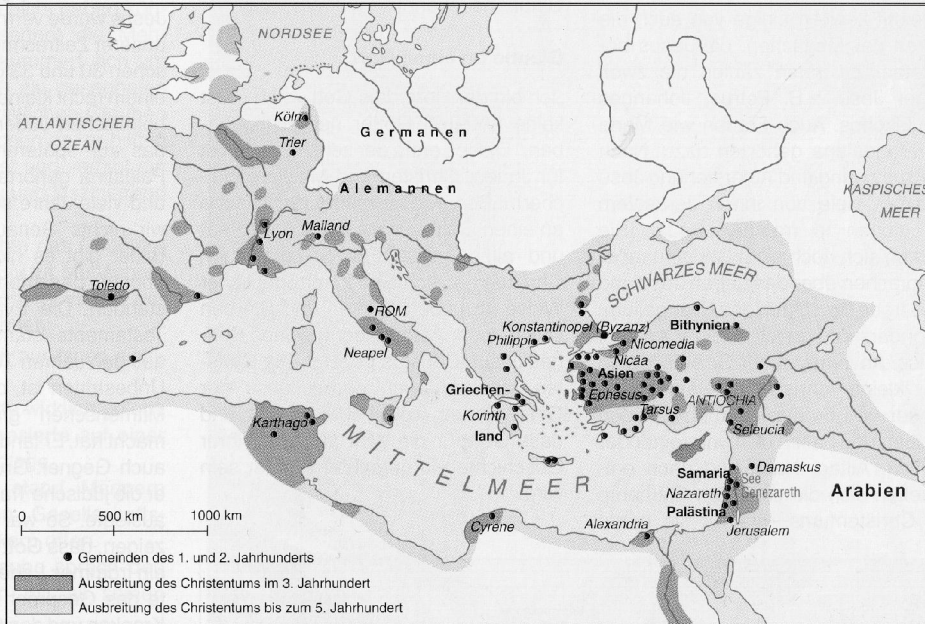 NORDSEE
ATLANTISCHER
OZEAN
Köln
Trier
Germanen
Alemannen
KASPISCHES
MEER
Lyon
Mailand
SCHWARZES MEER
Toledo
ROM
Neapel
Konstantinopel (Byzanz)
Philippi
Bithynien
Nicomedia
Nicäa
Asien
Ephesus
Griechen-
land
Korinth
Tarsus
ANTIOCHIA
Seleucia
Karthago
MITTELMEER
Samaria
Damaskus
See
Genezareth
Nazareth
Palästina
Jerusalem
Arabien
Cyrene
Alexandria
0 500 km 1000 km
Gemeinden des 1. und 2. Jahrhunderts
Ausbreitung des Christentums im 3. Jahrhundert
Ausbreitung des Christentums bis zum 5. Jahrhundert